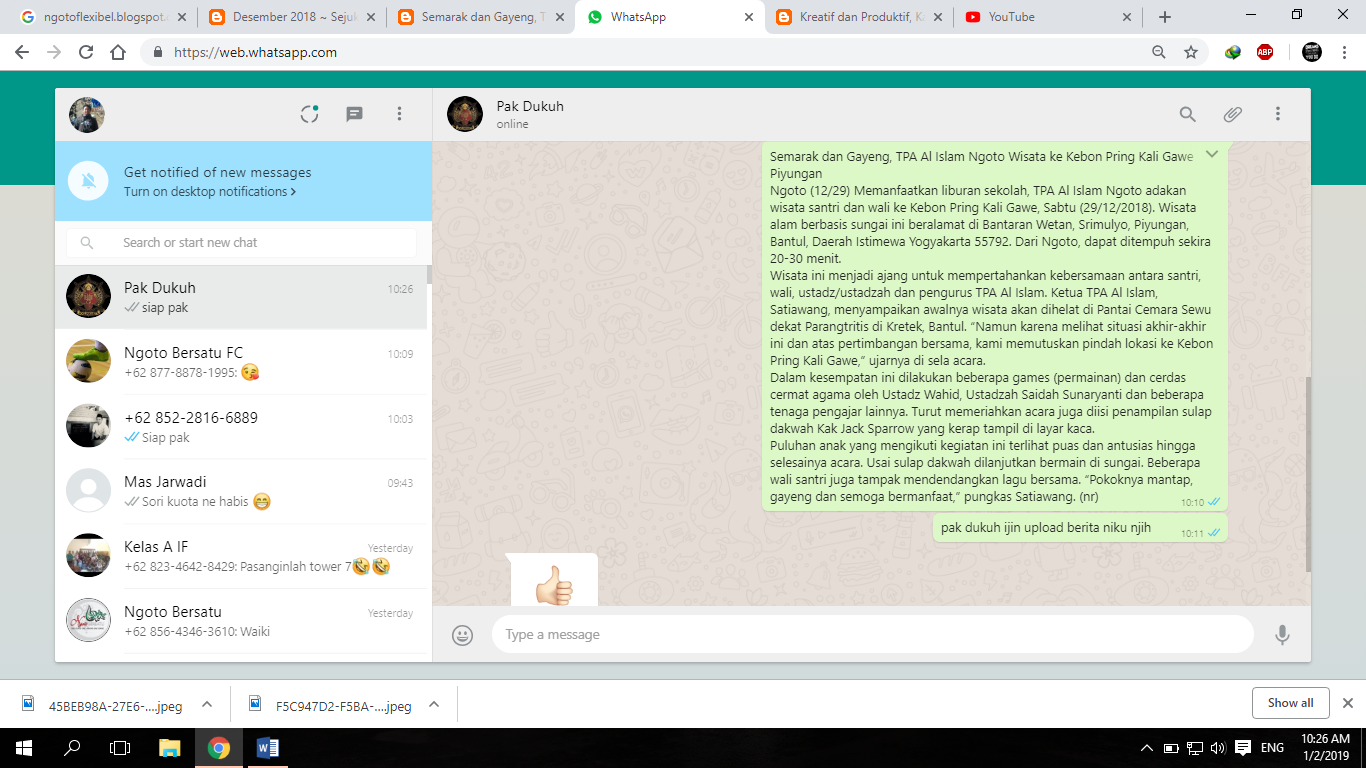 ngotoflexibel.blogspot.
Desember 2018 ~ Sejuk
Semarak dan Gayeng, T
WhatsApp
Kreatif dan Produktif, Ka
YouTube
https://web.whatsapp.com
ABP
Pak Dukuh
online
Get notified of new messages
Turn on desktop notifications >
Search or start new chat
Pak Dukuh 10:26
siap pak
Ngoto Bersatu FC 10:09
+62 877-8878-1995: 😘
+62 852-2816-6889 10:03
Siap pak
Mas Jarwadi 09:43
Sori kuota ne habis 😁
Kelas A IF Yesterday
+62 823-4642-8429: Pasanginlah tower 7🤣🤣
Ngoto Bersatu Yesterday
+62 856-4346-3610: Waiki
Semarak dan Gayeng, TPA Al Islam Ngoto Wisata ke Kebon Pring Kali Gawe
Piyungan
Ngoto (12/29) Memanfaatkan liburan sekolah, TPA Al Islam Ngoto adakan
wisata santri dan wali ke Kebon Pring Kali Gawe, Sabtu (29/12/2018). Wisata
alam berbasis sungai ini beralamat di Bantaran Wetan, Srimulyo, Piyungan,
Bantul, Daerah Istimewa Yogyakarta 55792. Dari Ngoto, dapat ditempuh sekira
20-30 menit.
Wisata ini menjadi ajang untuk mempertahankan kebersamaan antara santri,
wali, ustadz/ustadzah dan pengurus TPA Al Islam. Ketua TPA Al Islam,
Satiawang, menyampaikan awalnya wisata akan dihelat di Pantai Cemara Sewu
dekat Parangtritis di Kretek, Bantul. “Namun karena melihat situasi akhir-akhir
ini dan atas pertimbangan bersama, kami memutuskan pindah lokasi ke Kebon
Pring Kali Gawe,” ujarnya di sela acara.
Dalam kesempatan ini dilakukan beberapa games (permainan) dan cerdas
cermat agama oleh Ustadz Wahid, Ustadzah Saidah Sunaryanti dan beberapa
tenaga pengajar lainnya. Turut memeriahkan acara juga diisi penampilan sulap
dakwah Kak Jack Sparrow yang kerap tampil di layar kaca.
Puluhan anak yang mengikuti kegiatan ini terlihat puas dan antusias hingga
selesainya acara. Usai sulap dakwah dilanjutkan bermain di sungai. Beberapa
wali santri juga tampak mendendangkan lagu bersama. “Pokoknya mantap,
gayeng dan semoga bermanfaat,” pungkas Satiawang. (nr)
10:10
pak dukuh ijin upload berita niku njih
10:11
Type a message
45BEB98A-27E6-....jpeg
F5C947D2-F5BA-....jpeg
Show all
ENG
10:26 AM
1/2/2019